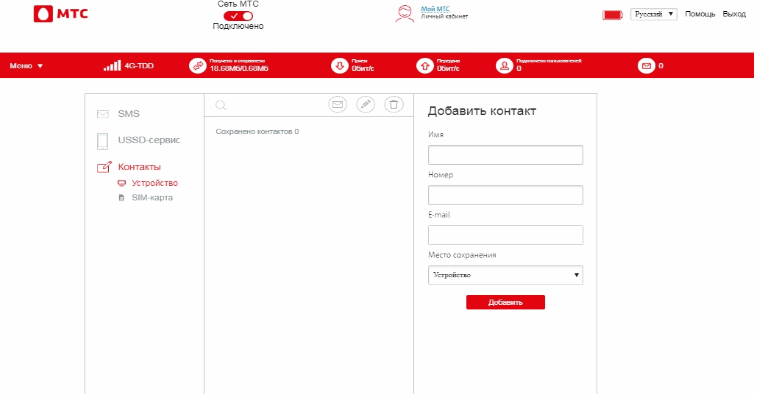 МТС
Сеть МТС
Подключено
Мой МТС
Личный кабинет
Русский
Помощь
Выход
Меню
4G-TDD
Получено и отправлено
18.68Мб/0.68Мб
Прием
0бит/с
Передача
0бит/с
Подключено пользователей
0
0
SMS
USSD-сервис
Контакты
Устройство
SIM-карта
Сохранено контактов 0
Добавить контакт
Имя
Номер
E-mail
Место сохранения
Устройство
Добавить